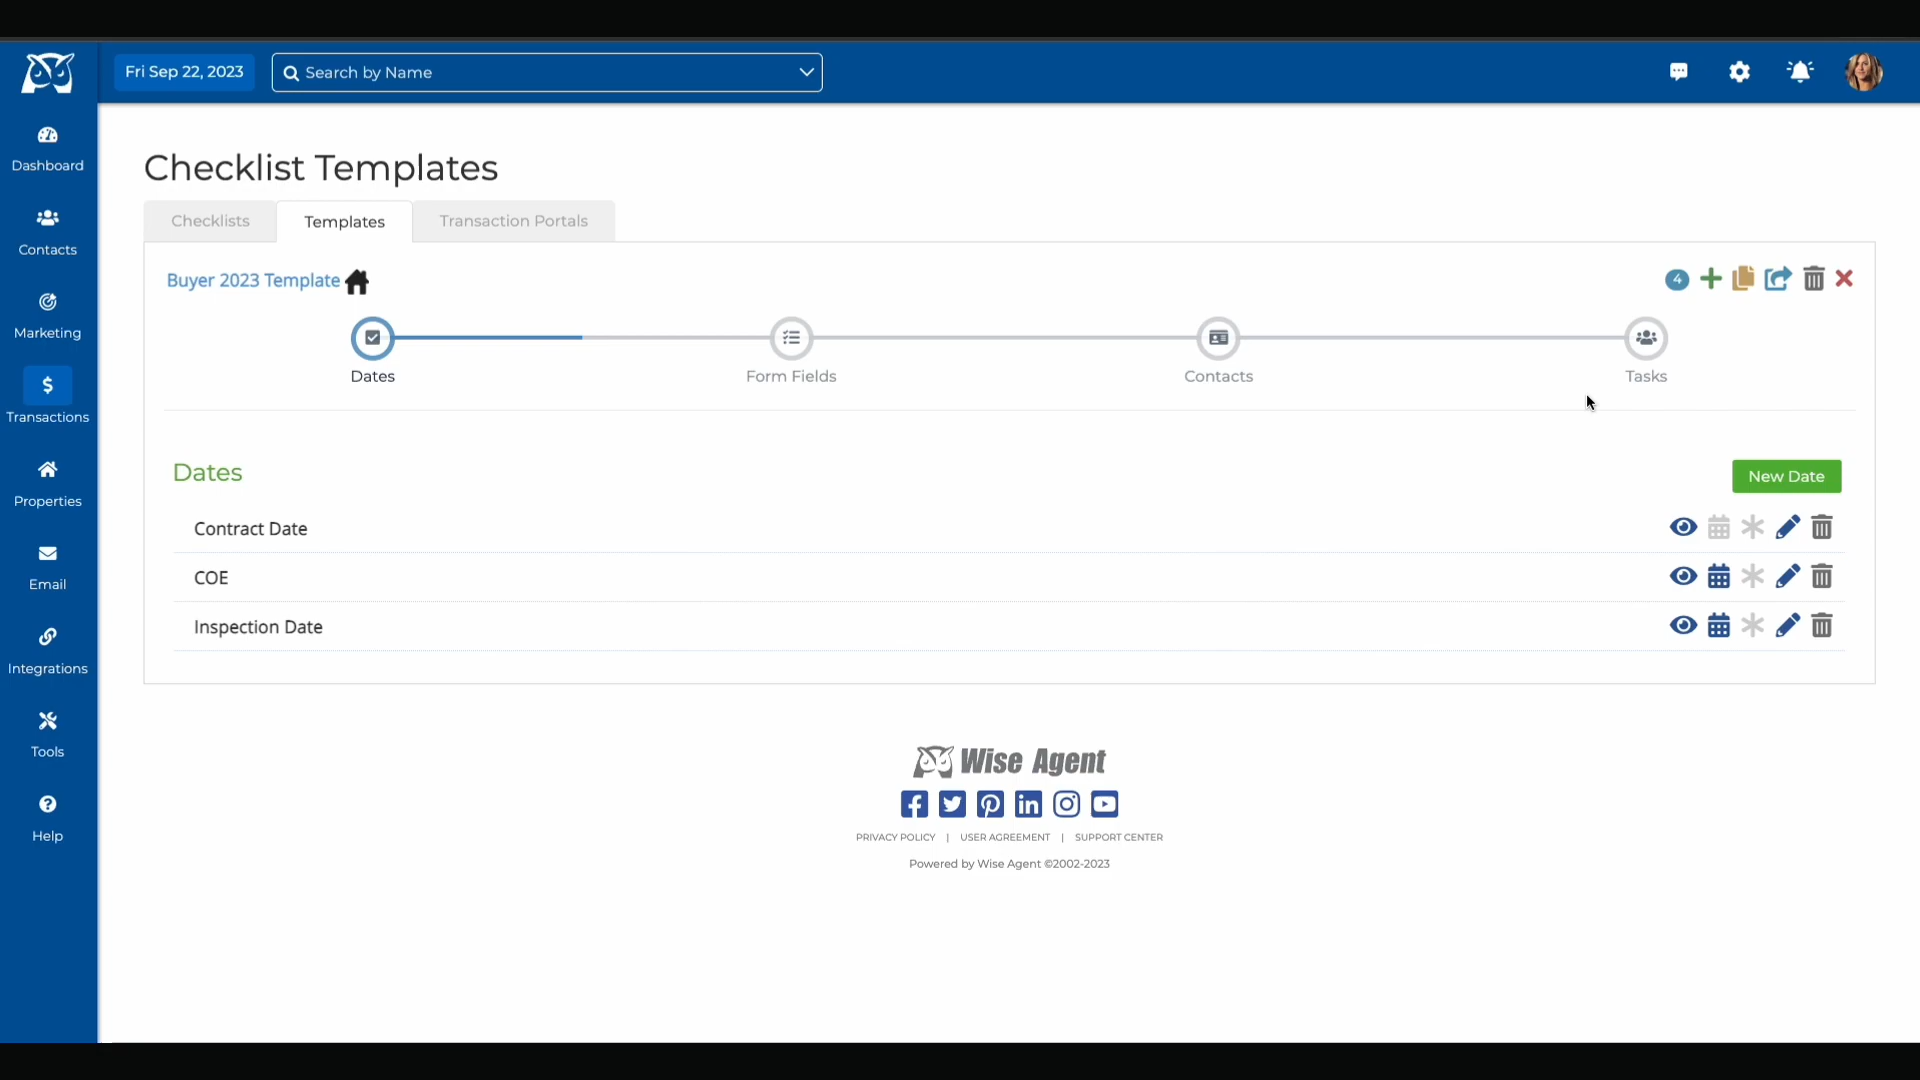 Fri Sep 22, 2023
Search by Name
Dashboard
Contacts
Marketing
Transactions
Properties
Email
Integrations
Tools
Help
Checklist Templates
Checklists
Templates
Transaction Portals
Buyer 2023 Template
4
Dates
Form Fields
Contacts
Tasks
Dates
New Date
Contract Date
COE
Inspection Date
Wise Agent
PRIVACY POLICY | USER AGREEMENT | SUPPORT CENTER
Powered by Wise Agent ©2002-2023